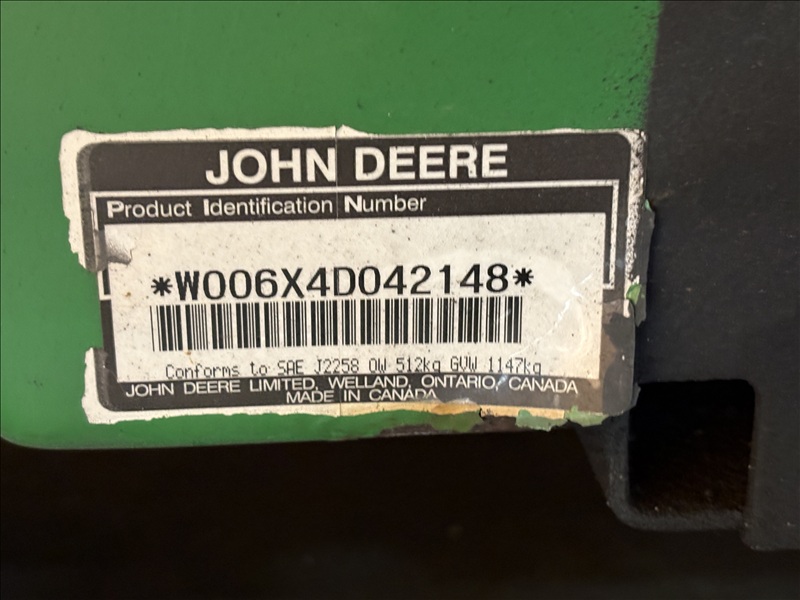 JOHN DEERE
Product Identification Number
*W006X4D042148*
Conforms to SAE J2258 OW 512kg GVW 1147kg
JOHN DEERE LIMITED, WELLAND, ONTARIO, CANADA
MADE IN CANADA